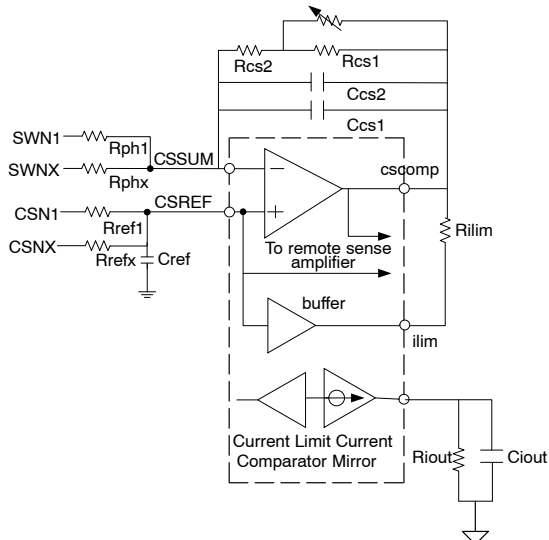 Rcs2
Rcs1
Ccs2
Ccs1
SWN1
Rph1
SWNX
Rphx
CSSUM
cscomp
CSN1
Rref1
CSREF
CSNX
Rrefx
Cref
−
+
To remote sense
amplifier
Rilim
buffer
ilim
Current Limit Current
Comparator Mirror
Riout
Ciout